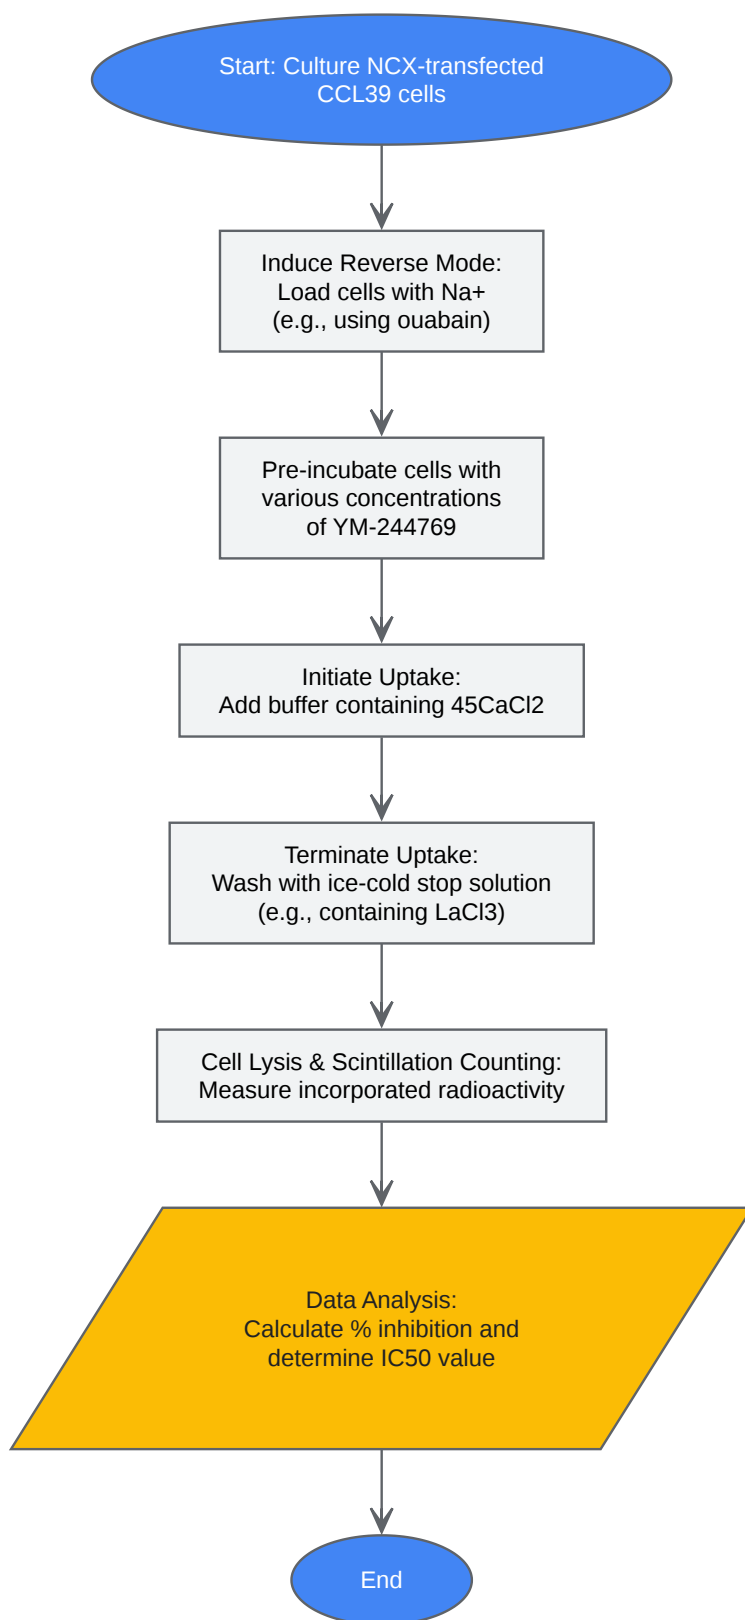 Start: Culture NCX-transfected
CCL39 cells
Induce Reverse Mode:
Load cells with Na+
(e.g., using ouabain)
Pre-incubate cells with
various concentrations
of YM-244769
Initiate Uptake:
Add buffer containing 45CaCl2
Terminate Uptake:
Wash with ice-cold stop solution
(e.g., containing LaCl3)
Cell Lysis & Scintillation Counting:
Measure incorporated radioactivity
Data Analysis:
Calculate % inhibition and
determine IC50 value
End